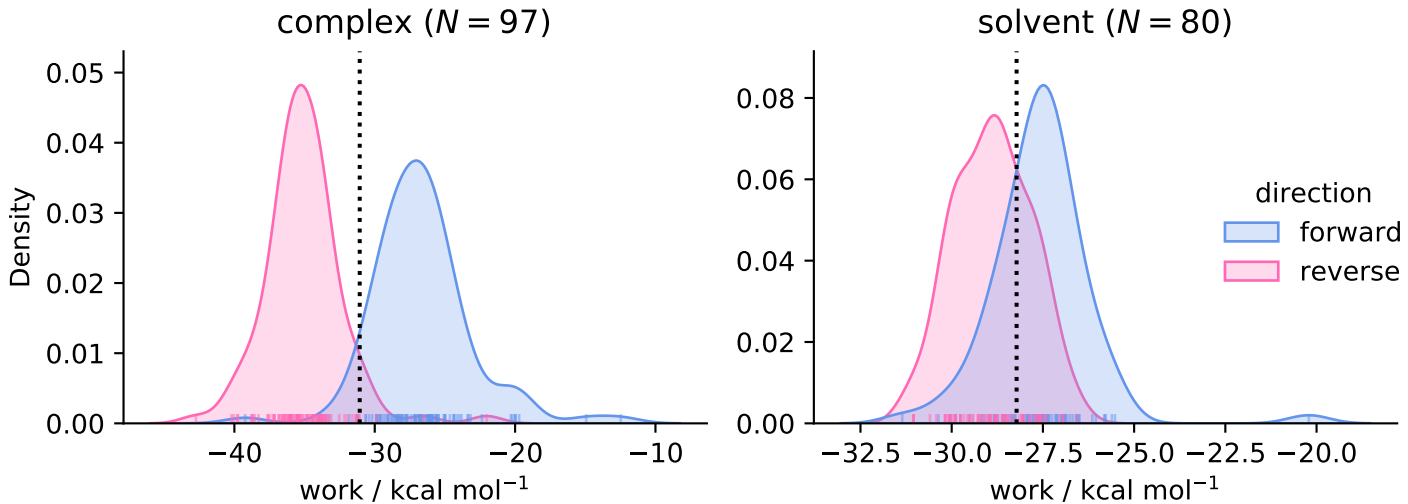 complex (N = 97)
Density
0.05
0.04
0.03
0.02
0.01
0.00
−40
−30
−20
−10
work / kcal mol⁻¹
solvent (N = 80)
0.08
0.06
0.04
0.02
0.00
−32.5
−30.0
−27.5
−25.0
−22.5
−20.0
work / kcal mol⁻¹
direction
forward
reverse